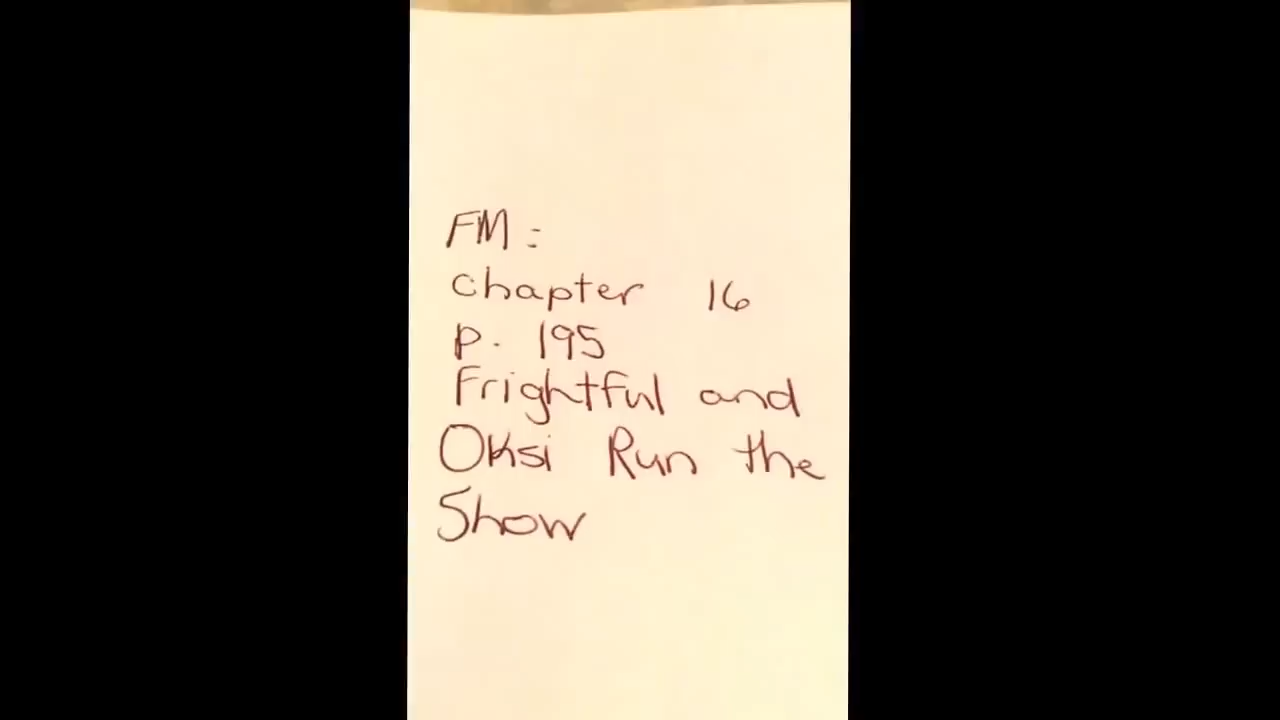 FM:
Chapter 16
p. 195
Frightful and
Oksi Run the
Show